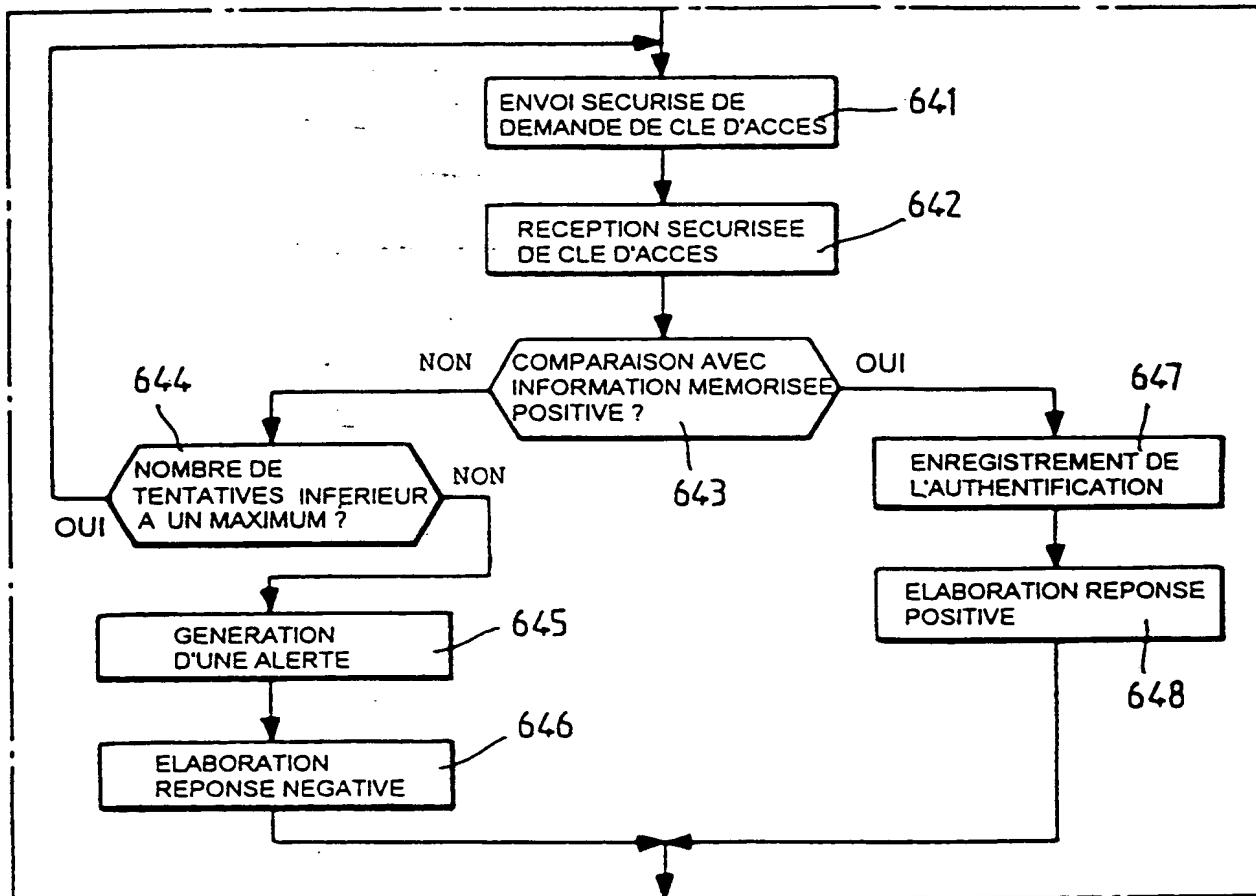 ENVOI SECURISE DE
DEMANDE DE CLE D'ACCES
641
RECEPTION SECURISEE
DE CLE D'ACCES
642
NON
COMPARAISON AVEC
INFORMATION MEMORISEE
POSITIVE ?
OUI
643
644
NOMBRE DE
TENTATIVES INFERIEUR
A UN MAXIMUM ?
NON
OUI
647
ENREGISTREMENT DE
L'AUTHENTIFICATION
ELABORATION REPONSE
POSITIVE
648
GENERATION
D'UNE ALERTE
645
ELABORATION
REPONSE NEGATIVE
646